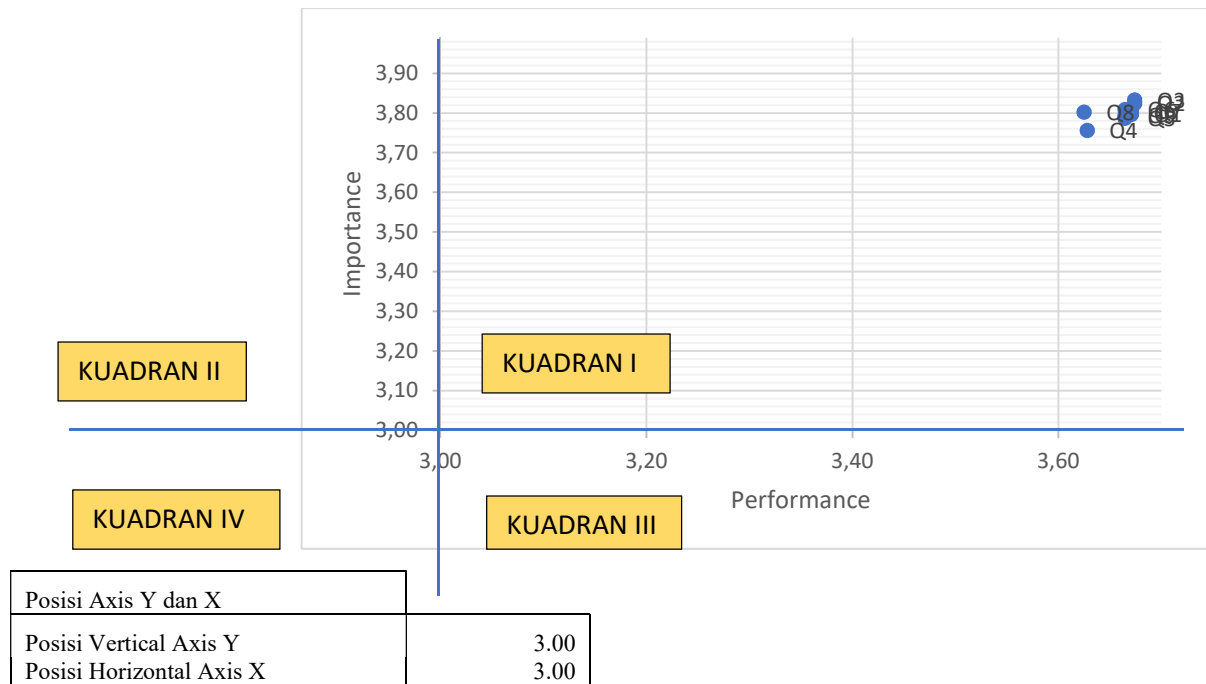 3,90
3,80
3,70
3,60
3,50
3,40
3,30
3,20
3,10
3,00
Importance
Q3
Q8
Q4
KUADRAN II
KUADRAN I
3,00 3,20 3,40 3,60
Performance
KUADRAN IV
KUADRAN III
Posisi Axis Y dan X
Posisi Vertical Axis Y 3.00
Posisi Horizontal Axis X 3.00